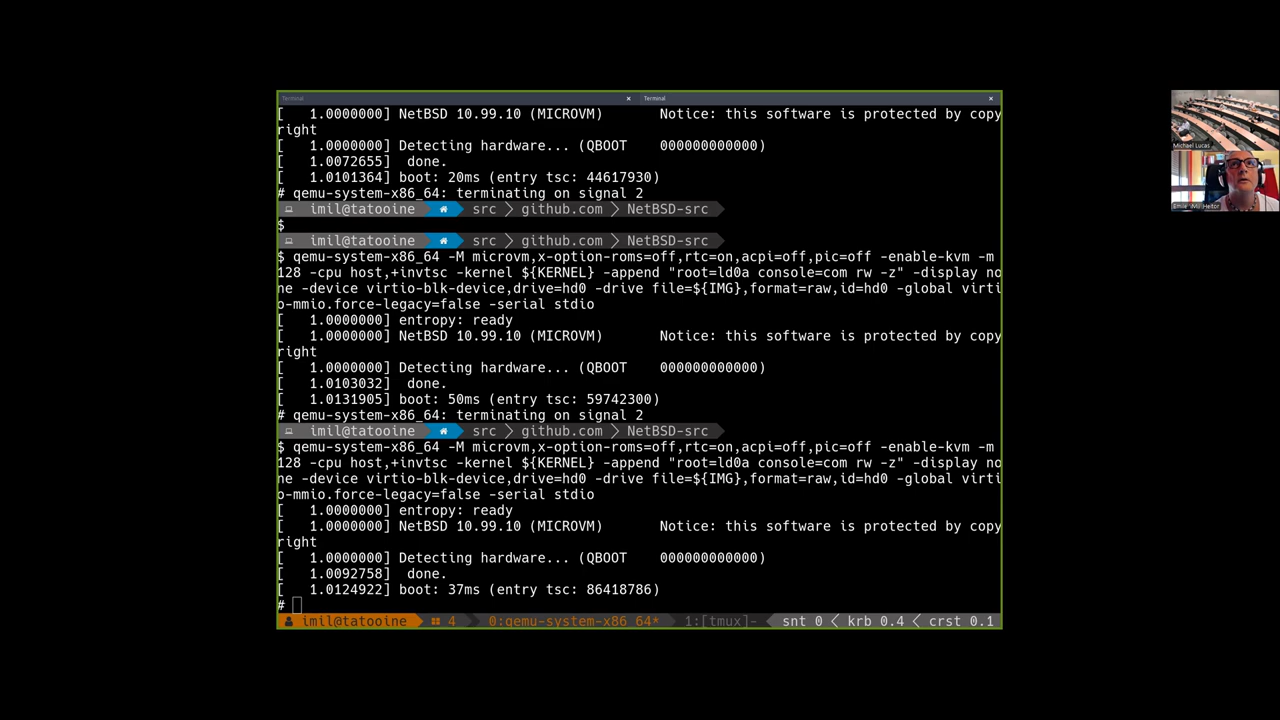 Terminal × Terminal ×
[   1.0000000] NetBSD 10.99.10 (MICROVM)       Notice: this software is protected by copy
right
[   1.0000000] Detecting hardware... (QBOOT    000000000000)
[   1.0072655]  done.
[   1.0101364] boot: 20ms (entry tsc: 44617930)
# qemu-system-x86_64: terminating on signal 2
imil@tatooine src > github.com > NetBSD-src
$
imil@tatooine src > github.com > NetBSD-src
$ qemu-system-x86_64 -M microvm,x-option-roms=off,rtc=on,acpi=off,pic=off -enable-kvm -m
128 -cpu host,+invtsc -kernel ${KERNEL} -append "root=ld0a console=com rw -z" -display no
ne -device virtio-blk-device,drive=hd0 -drive file=${IMG},format=raw,id=hd0 -global virti
o-mmio.force-legacy=false -serial stdio
[   1.0000000] entropy: ready
[   1.0000000] NetBSD 10.99.10 (MICROVM)       Notice: this software is protected by copy
right
[   1.0000000] Detecting hardware... (QBOOT    000000000000)
[   1.0103032]  done.
[   1.0131905] boot: 50ms (entry tsc: 59742300)
# qemu-system-x86_64: terminating on signal 2
imil@tatooine src > github.com > NetBSD-src
$ qemu-system-x86_64 -M microvm,x-option-roms=off,rtc=on,acpi=off,pic=off -enable-kvm -m
128 -cpu host,+invtsc -kernel ${KERNEL} -append "root=ld0a console=com rw -z" -display no
ne -device virtio-blk-device,drive=hd0 -drive file=${IMG},format=raw,id=hd0 -global virti
o-mmio.force-legacy=false -serial stdio
[   1.0000000] entropy: ready
[   1.0000000] NetBSD 10.99.10 (MICROVM)       Notice: this software is protected by copy
right
[   1.0000000] Detecting hardware... (QBOOT    000000000000)
[   1.0092758]  done.
[   1.0124922] boot: 37ms (entry tsc: 86418786)
#
imil@tatooine 4 0:qemu-system-x86_64* 1:[tmux]- snt 0 < krb 0.4 < crst 0.1
Michael Lucas